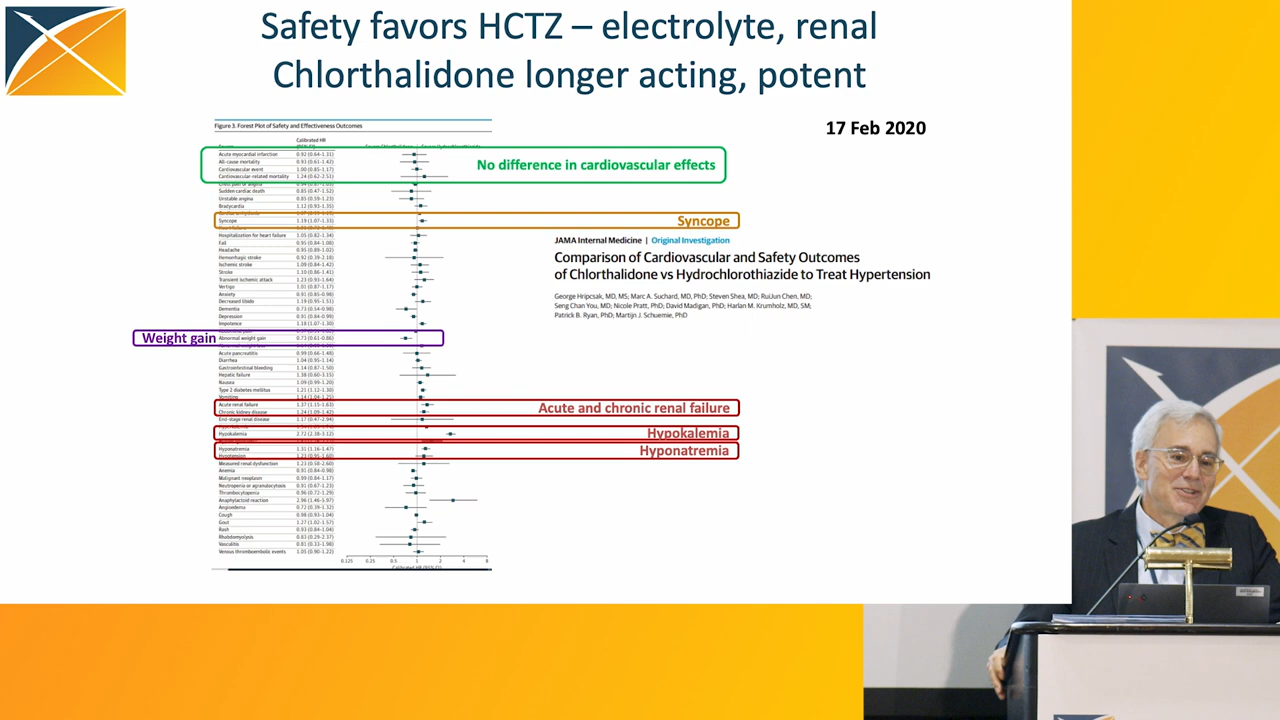 Safety favors HCTZ – electrolyte, renal
Chlorthalidone longer acting, potent
17 Feb 2020
Figure 3. Forest Plot of Safety and Effectiveness Outcomes
Calibrated HR
Acute myocardial infarction 0.92 (0.64-1.31)
All-cause mortality 0.93 (0.61-1.42)
Cardiovascular event 1.00 (0.85-1.17)
Cardiovascular-related mortality 1.24 (0.62-2.51)
No difference in cardiovascular effects
Sudden cardiac death 0.85 (0.47-1.52)
Unstable angina 0.85 (0.59-1.23)
Bradycardia 1.12 (0.93-1.35)
Syncope 1.19 (1.07-1.33)
Syncope
Hospitalization for heart failure 1.05 (0.82-1.34)
Fall 0.95 (0.84-1.08)
Headache 0.95 (0.89-1.02)
Hemorrhagic stroke 0.92 (0.39-2.18)
Ischemic stroke 1.09 (0.84-1.42)
Stroke 1.10 (0.86-1.41)
Transient ischemic attack 1.23 (0.93-1.64)
Vertigo 1.01 (0.87-1.17)
Anxiety 0.91 (0.85-0.98)
Decreased libido 1.19 (0.95-1.51)
Dementia 0.73 (0.54-0.98)
Depression 0.91 (0.84-0.99)
Impotence 1.18 (1.07-1.30)
Weight gain
Abnormal weight gain 0.73 (0.61-0.86)
Acute pancreatitis 0.99 (0.66-1.48)
Diarrhea 1.04 (0.95-1.14)
Gastrointestinal bleeding 1.14 (0.87-1.50)
Hepatic failure 1.38 (0.60-3.15)
Nausea 1.09 (0.99-1.20)
Type 2 diabetes mellitus 1.21 (1.12-1.30)
Vomiting
Acute renal failure 1.37 (1.15-1.63)
Chronic kidney disease 1.24 (1.09-1.42)
Acute and chronic renal failure
End-stage renal disease 1.17 (0.47-2.94)
Hypokalemia 2.72 (2.38-3.12)
Hypokalemia
Hyponatremia 1.31 (1.16-1.47)
Hyponatremia
Hypotension
Measured renal dysfunction 1.23 (0.58-2.60)
Anemia 0.91 (0.84-0.98)
Malignant neoplasm 0.99 (0.84-1.17)
Neutropenia or agranulocytosis 0.91 (0.67-1.23)
Thrombocytopenia 0.96 (0.72-1.29)
Anaphylactoid reaction 2.96 (1.46-5.97)
Angioedema 0.72 (0.39-1.32)
Cough 0.98 (0.93-1.04)
Gout 1.27 (1.02-1.57)
Rash 0.93 (0.84-1.04)
Rhabdomyolysis 0.83 (0.29-2.37)
Vasculitis 0.81 (0.33-1.98)
Venous thromboembolic events 1.05 (0.90-1.22)
0.125 0.25 0.5 1 2 4 8
Calibrated HR (95% CI)
JAMA Internal Medicine | Original Investigation
Comparison of Cardiovascular and Safety Outcomes
of Chlorthalidone vs Hydrochlorothiazide to Treat Hypertension
George Hripcsak, MD, MS; Marc A. Suchard, MD, PhD; Steven Shea, MD; RuiJun Chen, MD;
Seng Chan You, MD; Nicole Pratt, PhD; David Madigan, PhD; Harlan M. Krumholz, MD, SM;
Patrick B. Ryan, PhD; Martijn J. Schuemie, PhD